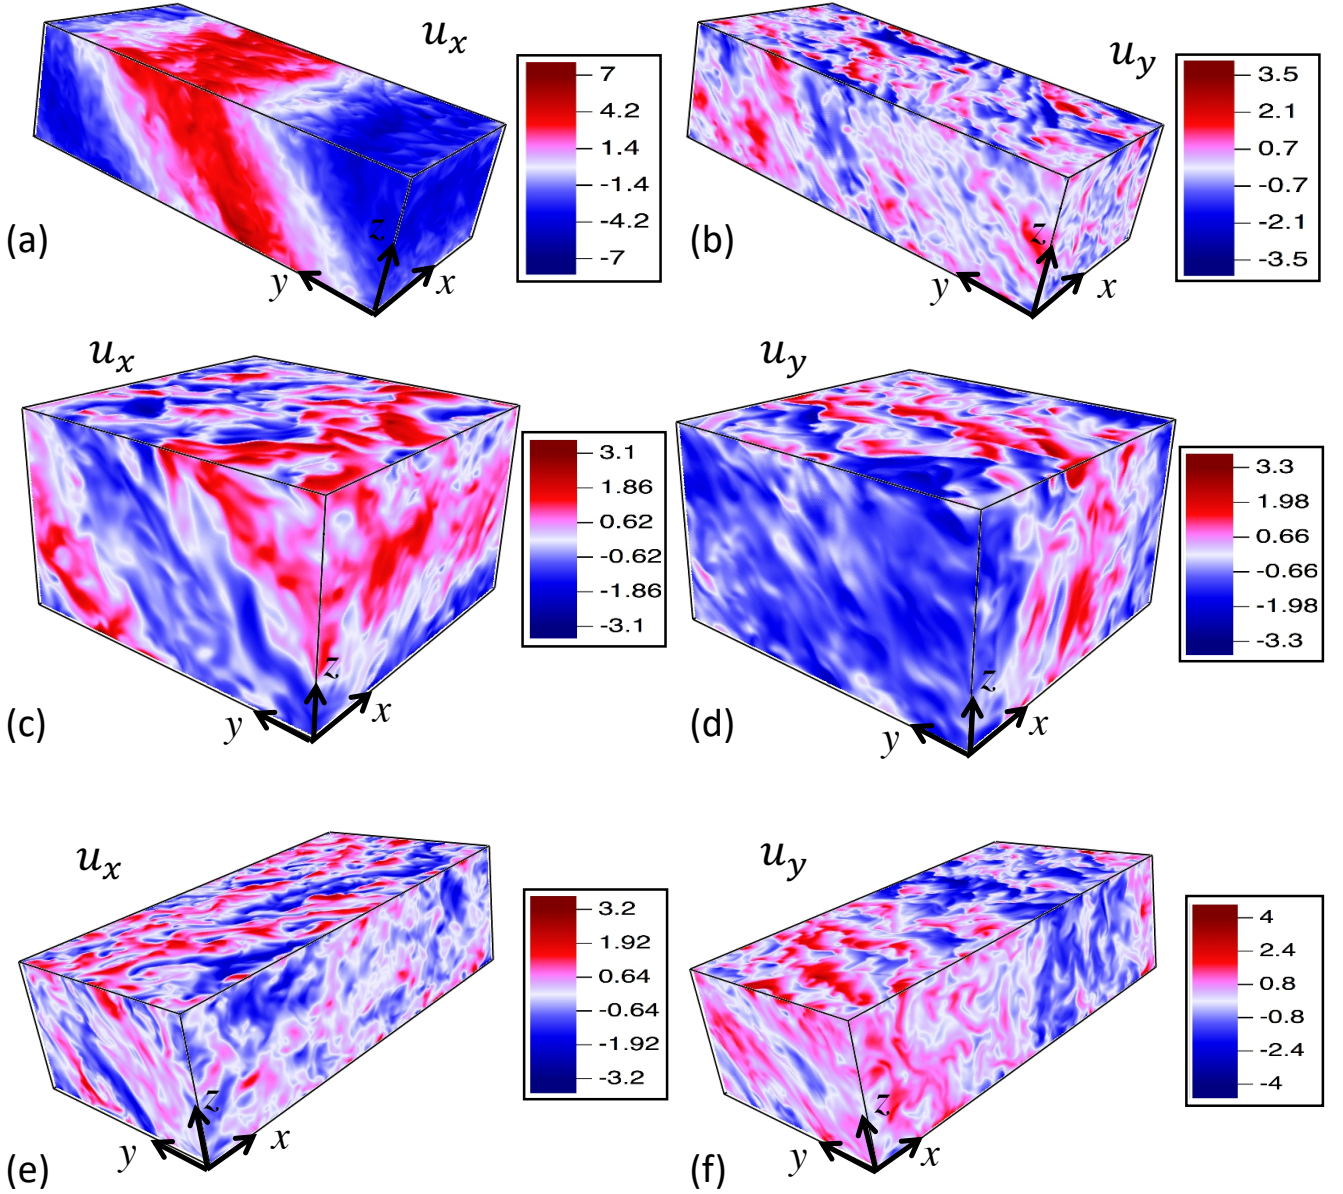 u_x
7
4.2
1.4
-1.4
-4.2
-7
z
y
x
(a)
u_y
3.5
2.1
0.7
-0.7
-2.1
-3.5
z
y
x
(b)
u_x
3.1
1.86
0.62
-0.62
-1.86
-3.1
z
y
x
(c)
u_y
3.3
1.98
0.66
-0.66
-1.98
-3.3
z
y
x
(d)
u_x
3.2
1.92
0.64
-0.64
-1.92
-3.2
z
y
x
(e)
u_y
4
2.4
0.8
-0.8
-2.4
-4
z
y
x
(f)